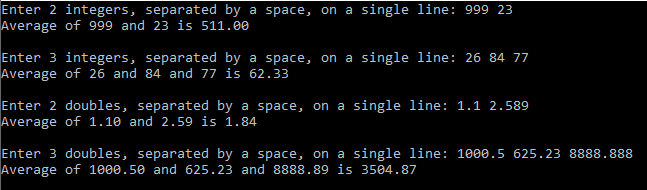 Enter 2 integers, separated by a space, on a single line: 999 23
Average of 999 and 23 is 511.00
Enter 3 integers, separated by a space, on a single line: 26 84 77
Average of 26 and 84 and 77 is 62.33
Enter 2 doubles, separated by a space, on a single line: 1.1 2.589
Average of 1.10 and 2.59 is 1.84
Enter 3 doubles, separated by a space, on a single line: 1000.5 625.23 8888.888
Average of 1000.50 and 625.23 and 8888.89 is 3504.87